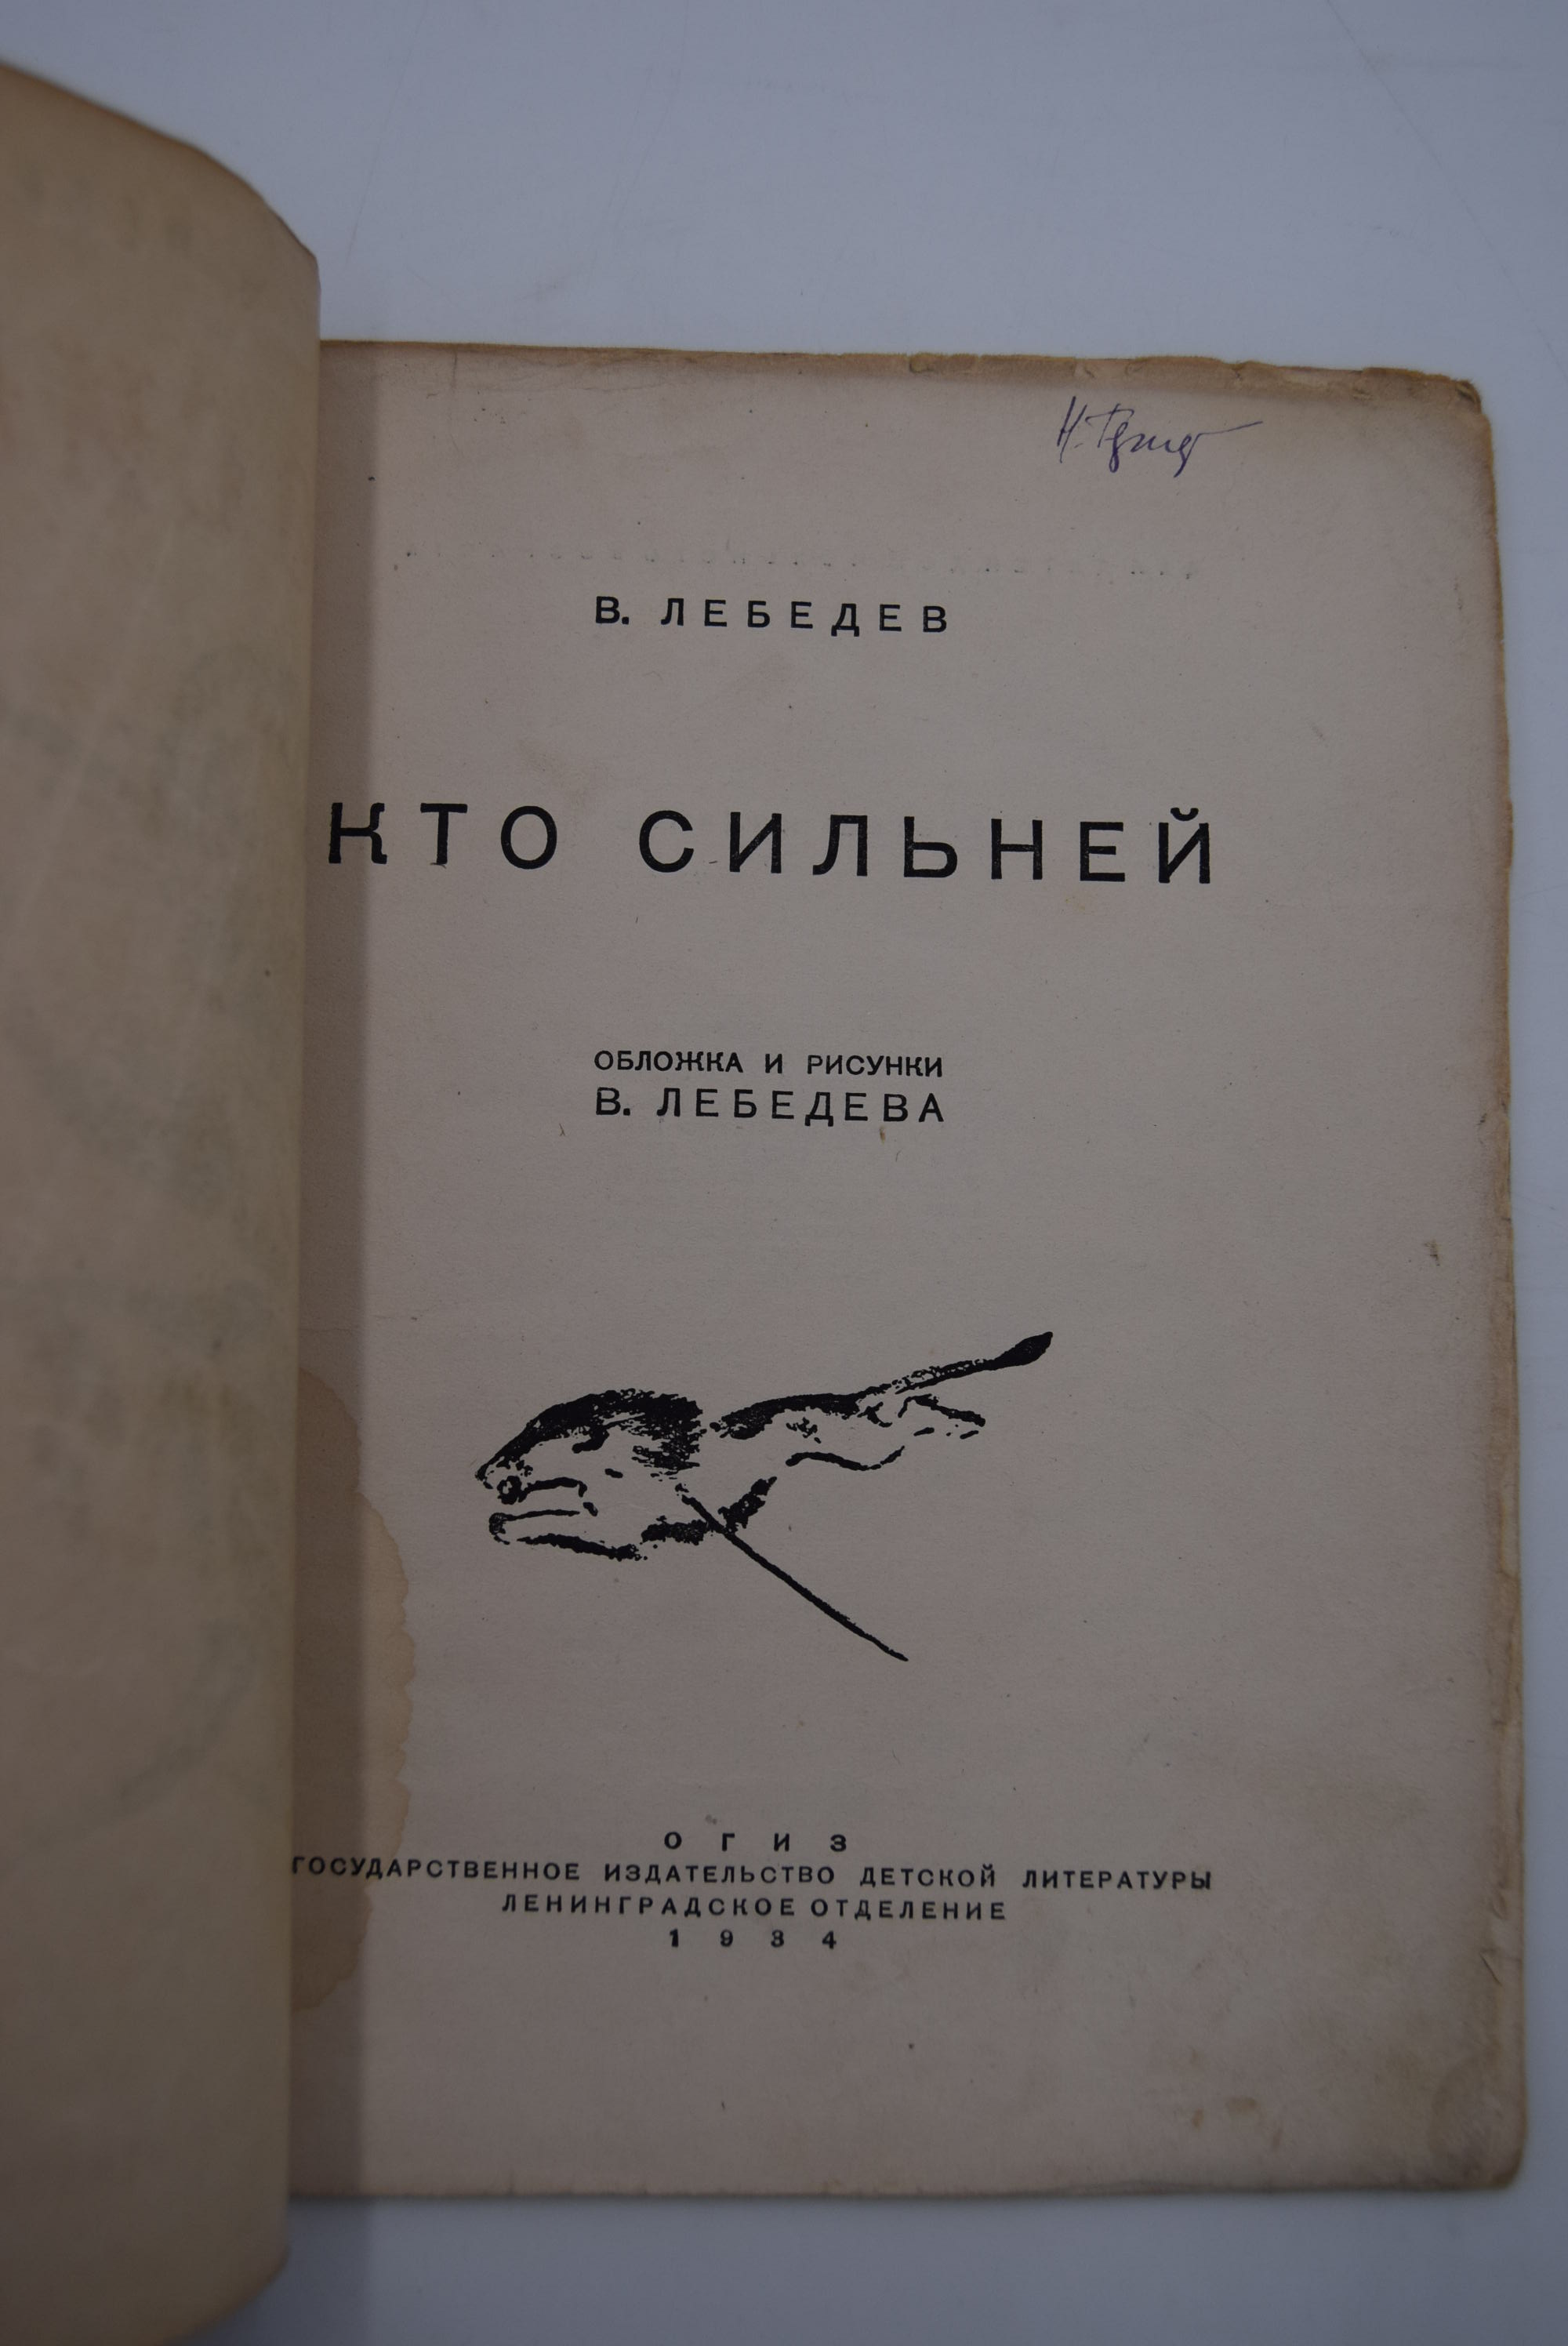 В. ЛЕБЕДЕВ
КТО СИЛЬНЕЙ
ОБЛОЖКА И РИСУНКИ
В. ЛЕБЕДЕВА
ОГИЗ
ГОСУДАРСТВЕННОЕ ИЗДАТЕЛЬСТВО ДЕТСКОЙ ЛИТЕРАТУРЫ
ЛЕНИНГРАДСКОЕ ОТДЕЛЕНИЕ
1934